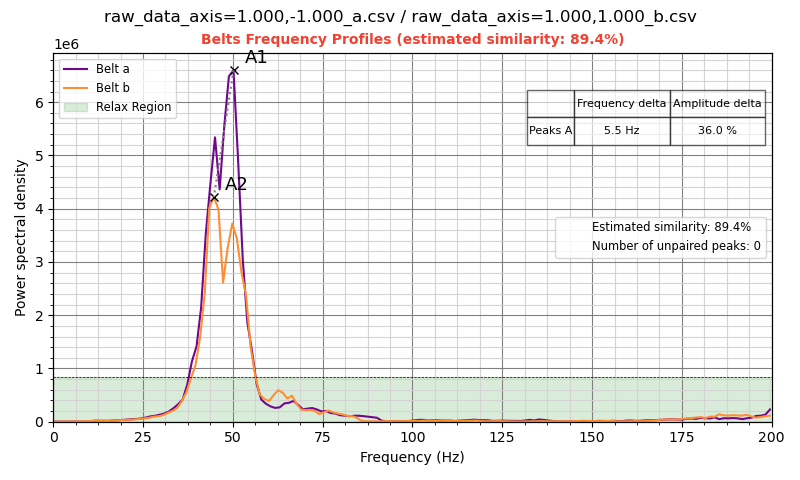 raw_data_axis=1.000,-1.000_a.csv / raw_data_axis=1.000,1.000_b.csv
Belts Frequency Profiles (estimated similarity: 89.4%)
1e6
A1
Belt a
Belt b
Relax Region
Frequency delta Amplitude delta
Peaks A 5.5 Hz 36.0 %
A2
Estimated similarity: 89.4%
Number of unpaired peaks: 0
Power spectral density
6
5
4
3
2
1
0
0 25 50 75 100 125 150 175 200
Frequency (Hz)